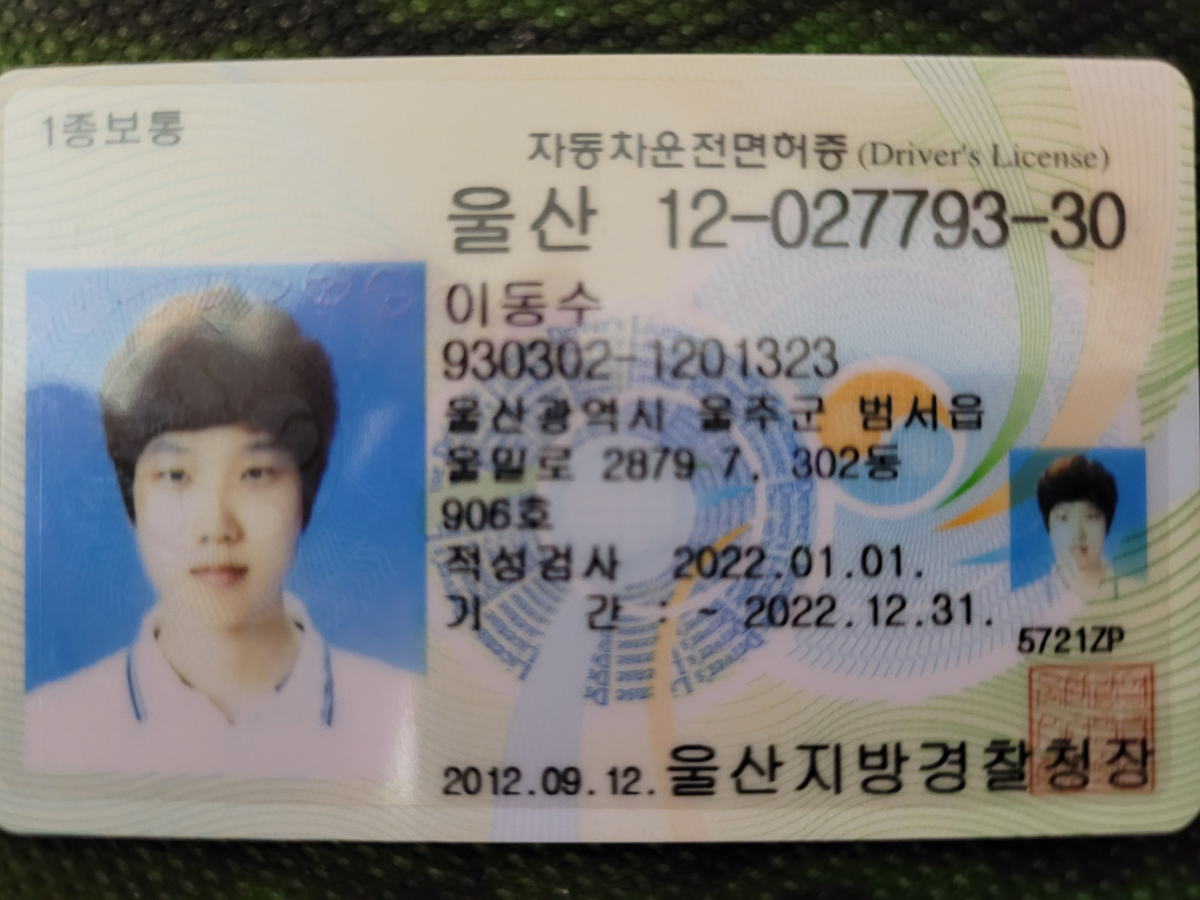 1종보통
자동차운전면허증 (Driver's License)
울산 12-027793-30
이동수
930302-1201323
울산광역시 울주군 범서읍
울밀로 2879 7. 302동
906호
적성검사 2022.01.01.
기 간 : ~ 2022.12.31.
5721ZP
2012.09.12. 울산지방경찰청장